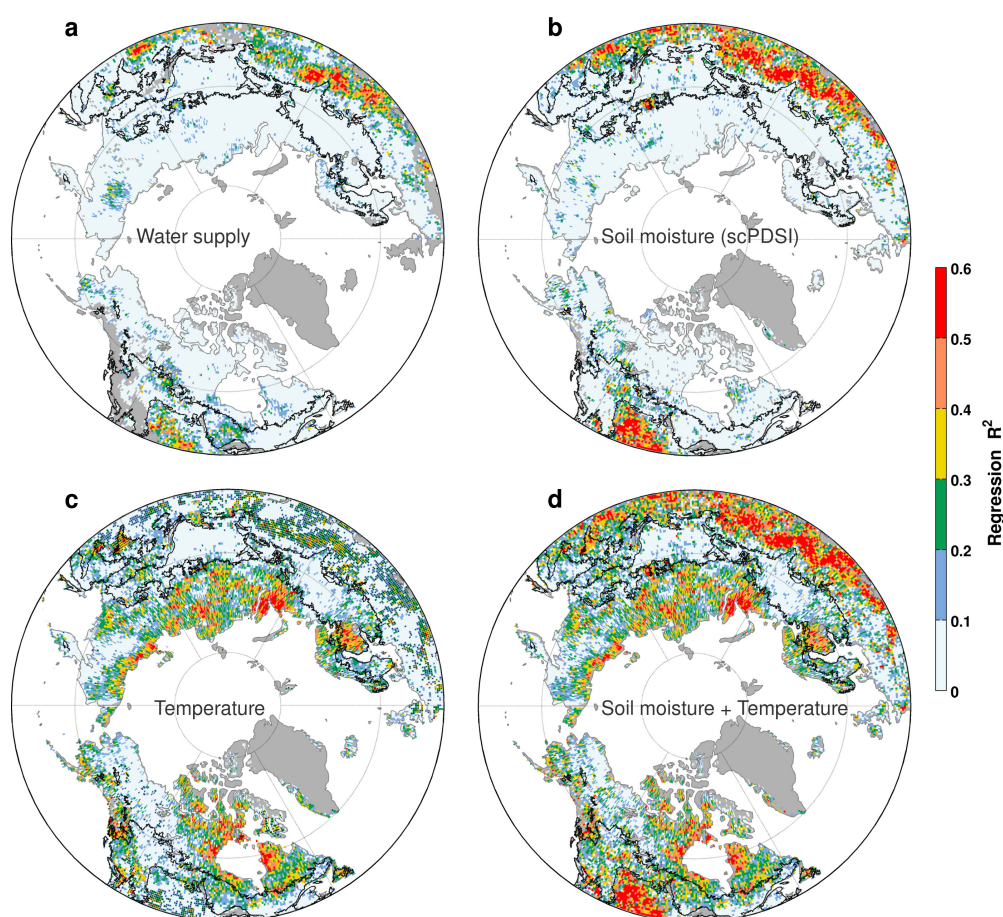 a
b
Water supply
Soil moisture (scPDSI)
0.6
0.5
0.4
0.3
0.2
0.1
0
Regression R²
c
d
Temperature
Soil moisture + Temperature